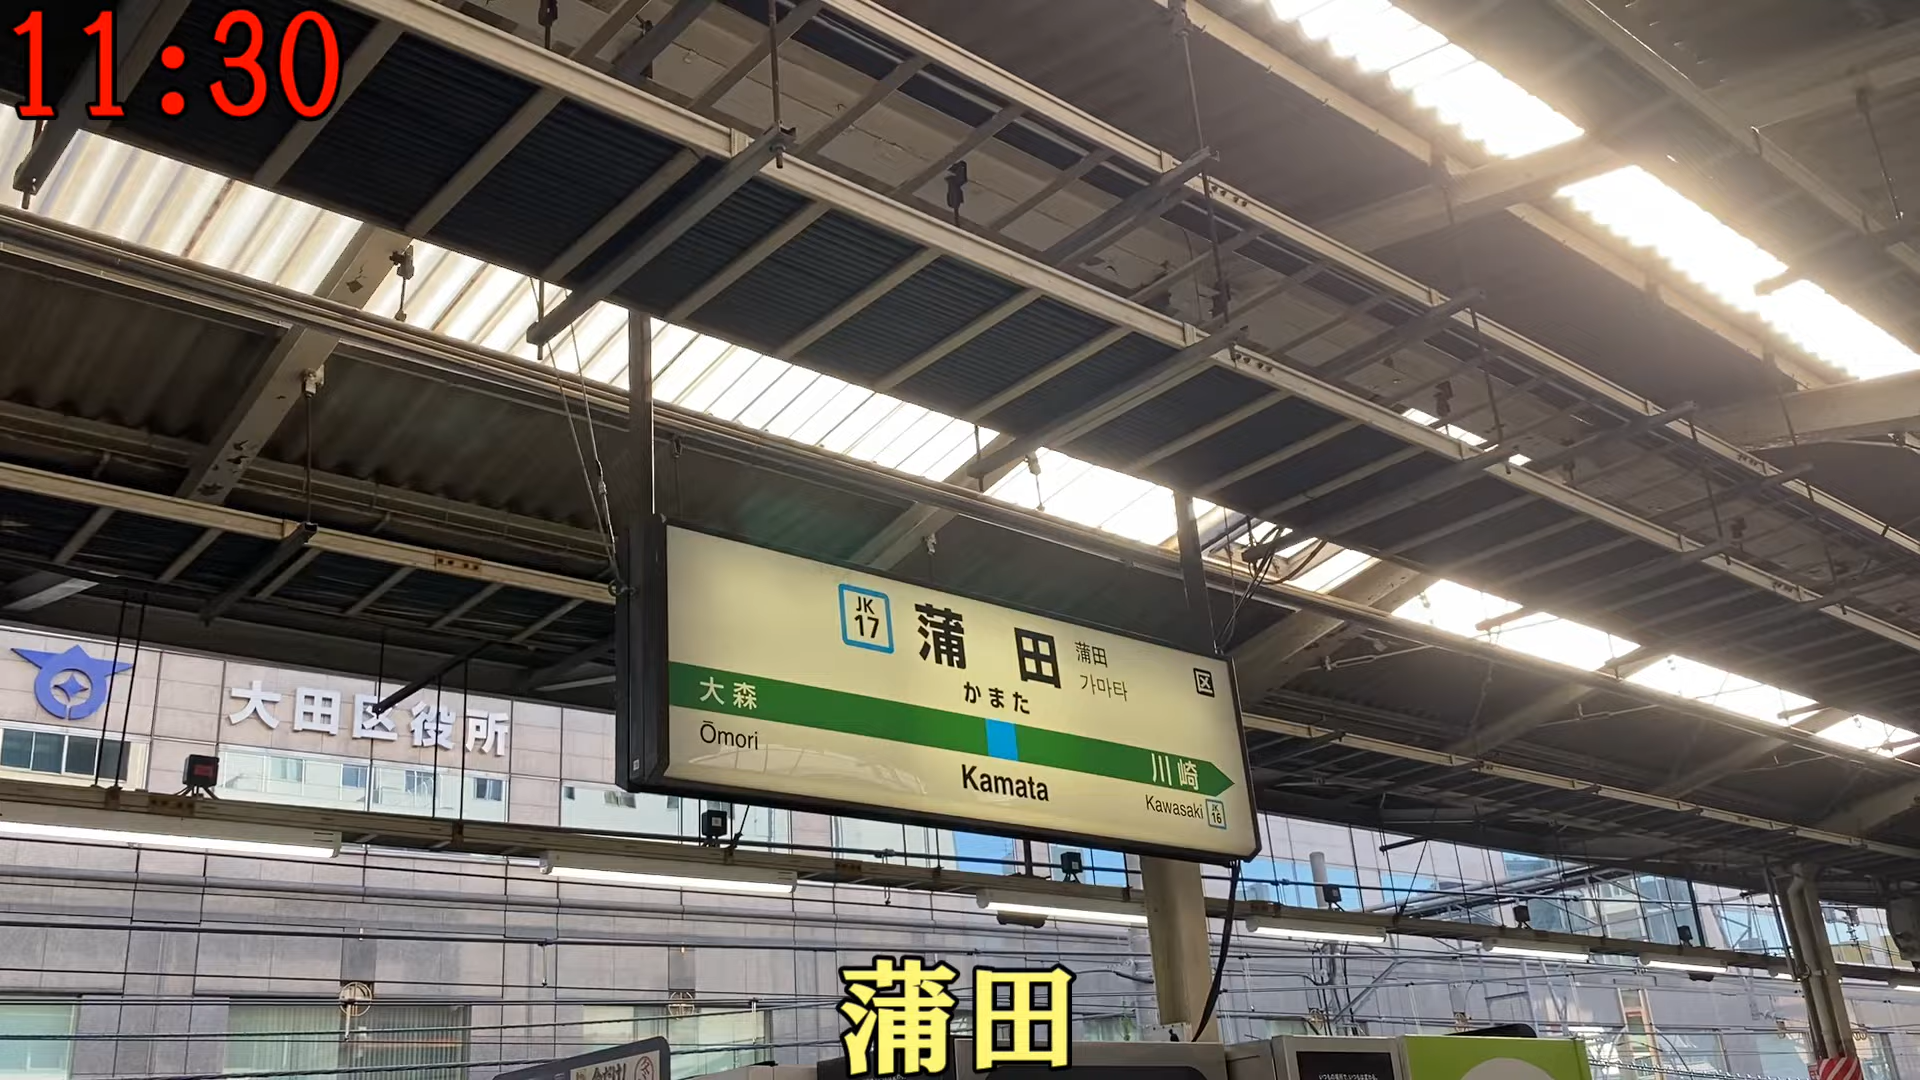 11:30
JK
17
蒲田
蒲田
가마타
区
かまた
大森
Ōmori
Kamata
川崎
Kawasaki
JK
16
大田区役所
蒲田